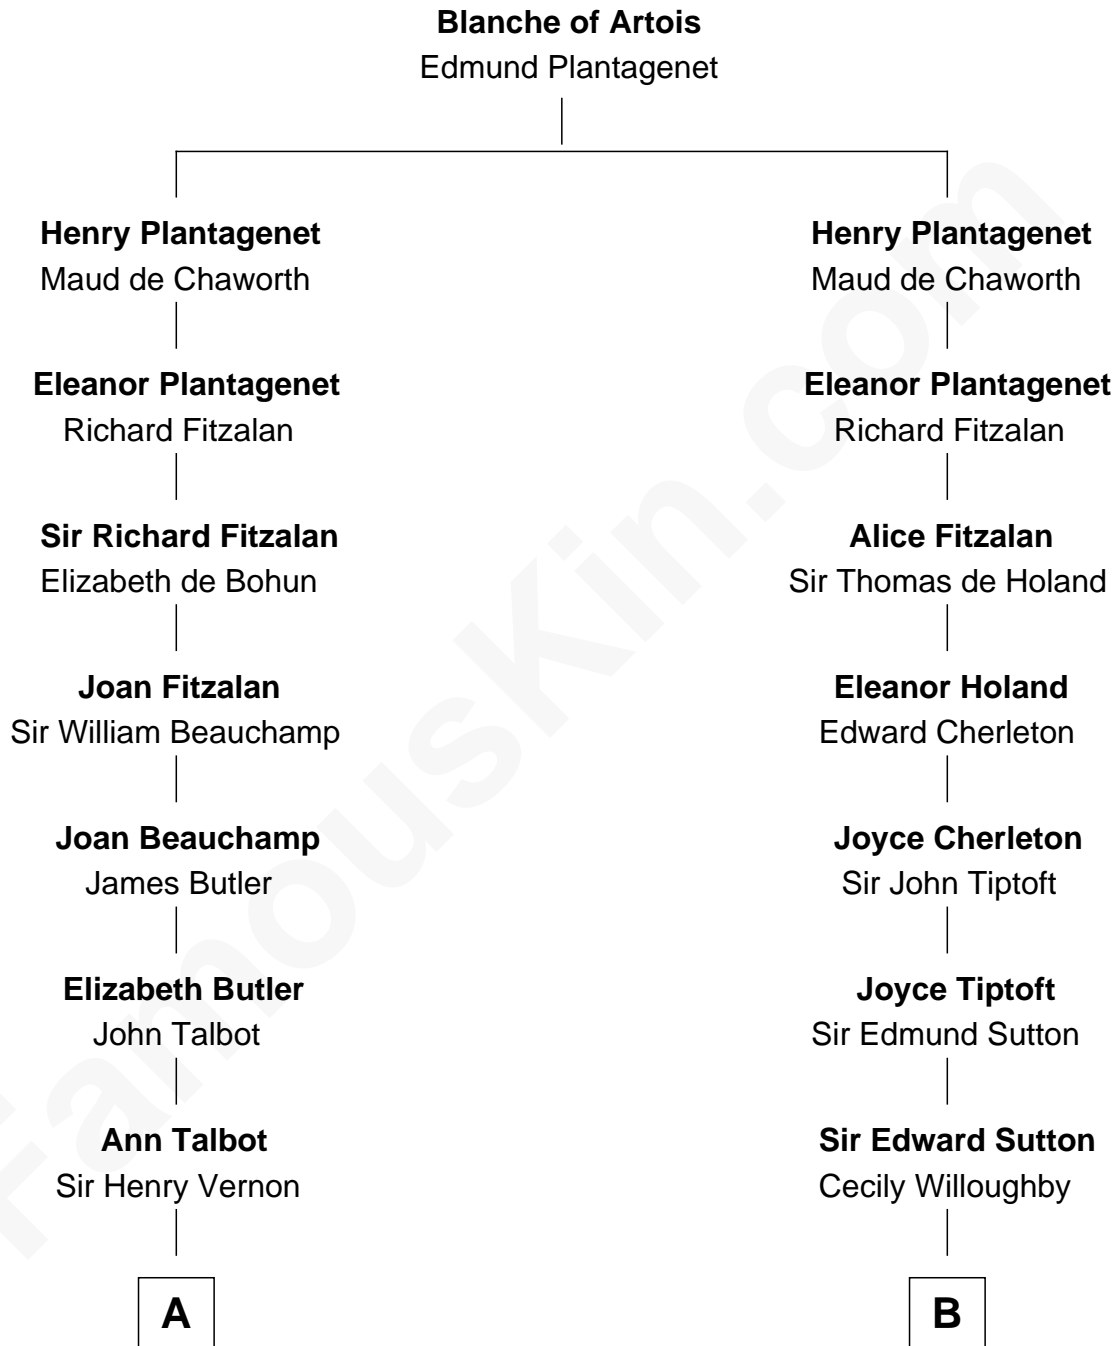 Blanche of Artois
Edmund Plantagenet
Henry Plantagenet
Maud de Chaworth
Henry Plantagenet
Maud de Chaworth
Eleanor Plantagenet
Richard Fitzalan
Eleanor Plantagenet
Richard Fitzalan
Sir Richard Fitzalan
Elizabeth de Bohun
Alice Fitzalan
Sir Thomas de Holand
Joan Fitzalan
Sir William Beauchamp
Eleanor Holand
Edward Cherleton
Joan Beauchamp
James Butler
Joyce Cherleton
Sir John Tiptoft
Elizabeth Butler
John Talbot
Joyce Tiptoft
Sir Edmund Sutton
Ann Talbot
Sir Henry Vernon
Sir Edward Sutton
Cecily Willoughby
A
B
FamousKin.com